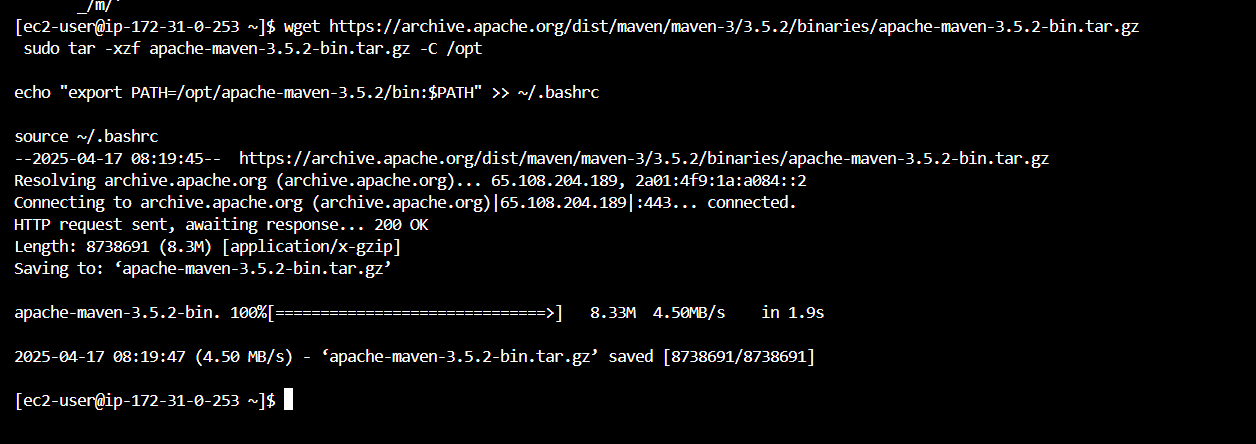 _/m/'
[ec2-user@ip-172-31-0-253 ~]$ wget https://archive.apache.org/dist/maven/maven-3/3.5.2/binaries/apache-maven-3.5.2-bin.tar.gz
sudo tar -xzf apache-maven-3.5.2-bin.tar.gz -C /opt
echo "export PATH=/opt/apache-maven-3.5.2/bin:$PATH" >> ~/.bashrc
source ~/.bashrc
--2025-04-17 08:19:45--  https://archive.apache.org/dist/maven/maven-3/3.5.2/binaries/apache-maven-3.5.2-bin.tar.gz
Resolving archive.apache.org (archive.apache.org)... 65.108.204.189, 2a01:4f9:1a:a084::2
Connecting to archive.apache.org (archive.apache.org)|65.108.204.189|:443... connected.
HTTP request sent, awaiting response... 200 OK
Length: 8738691 (8.3M) [application/x-gzip]
Saving to: ‘apache-maven-3.5.2-bin.tar.gz’
apache-maven-3.5.2-bin. 100%[==============================>]   8.33M  4.50MB/s    in 1.9s
2025-04-17 08:19:47 (4.50 MB/s) - ‘apache-maven-3.5.2-bin.tar.gz’ saved [8738691/8738691]
[ec2-user@ip-172-31-0-253 ~]$